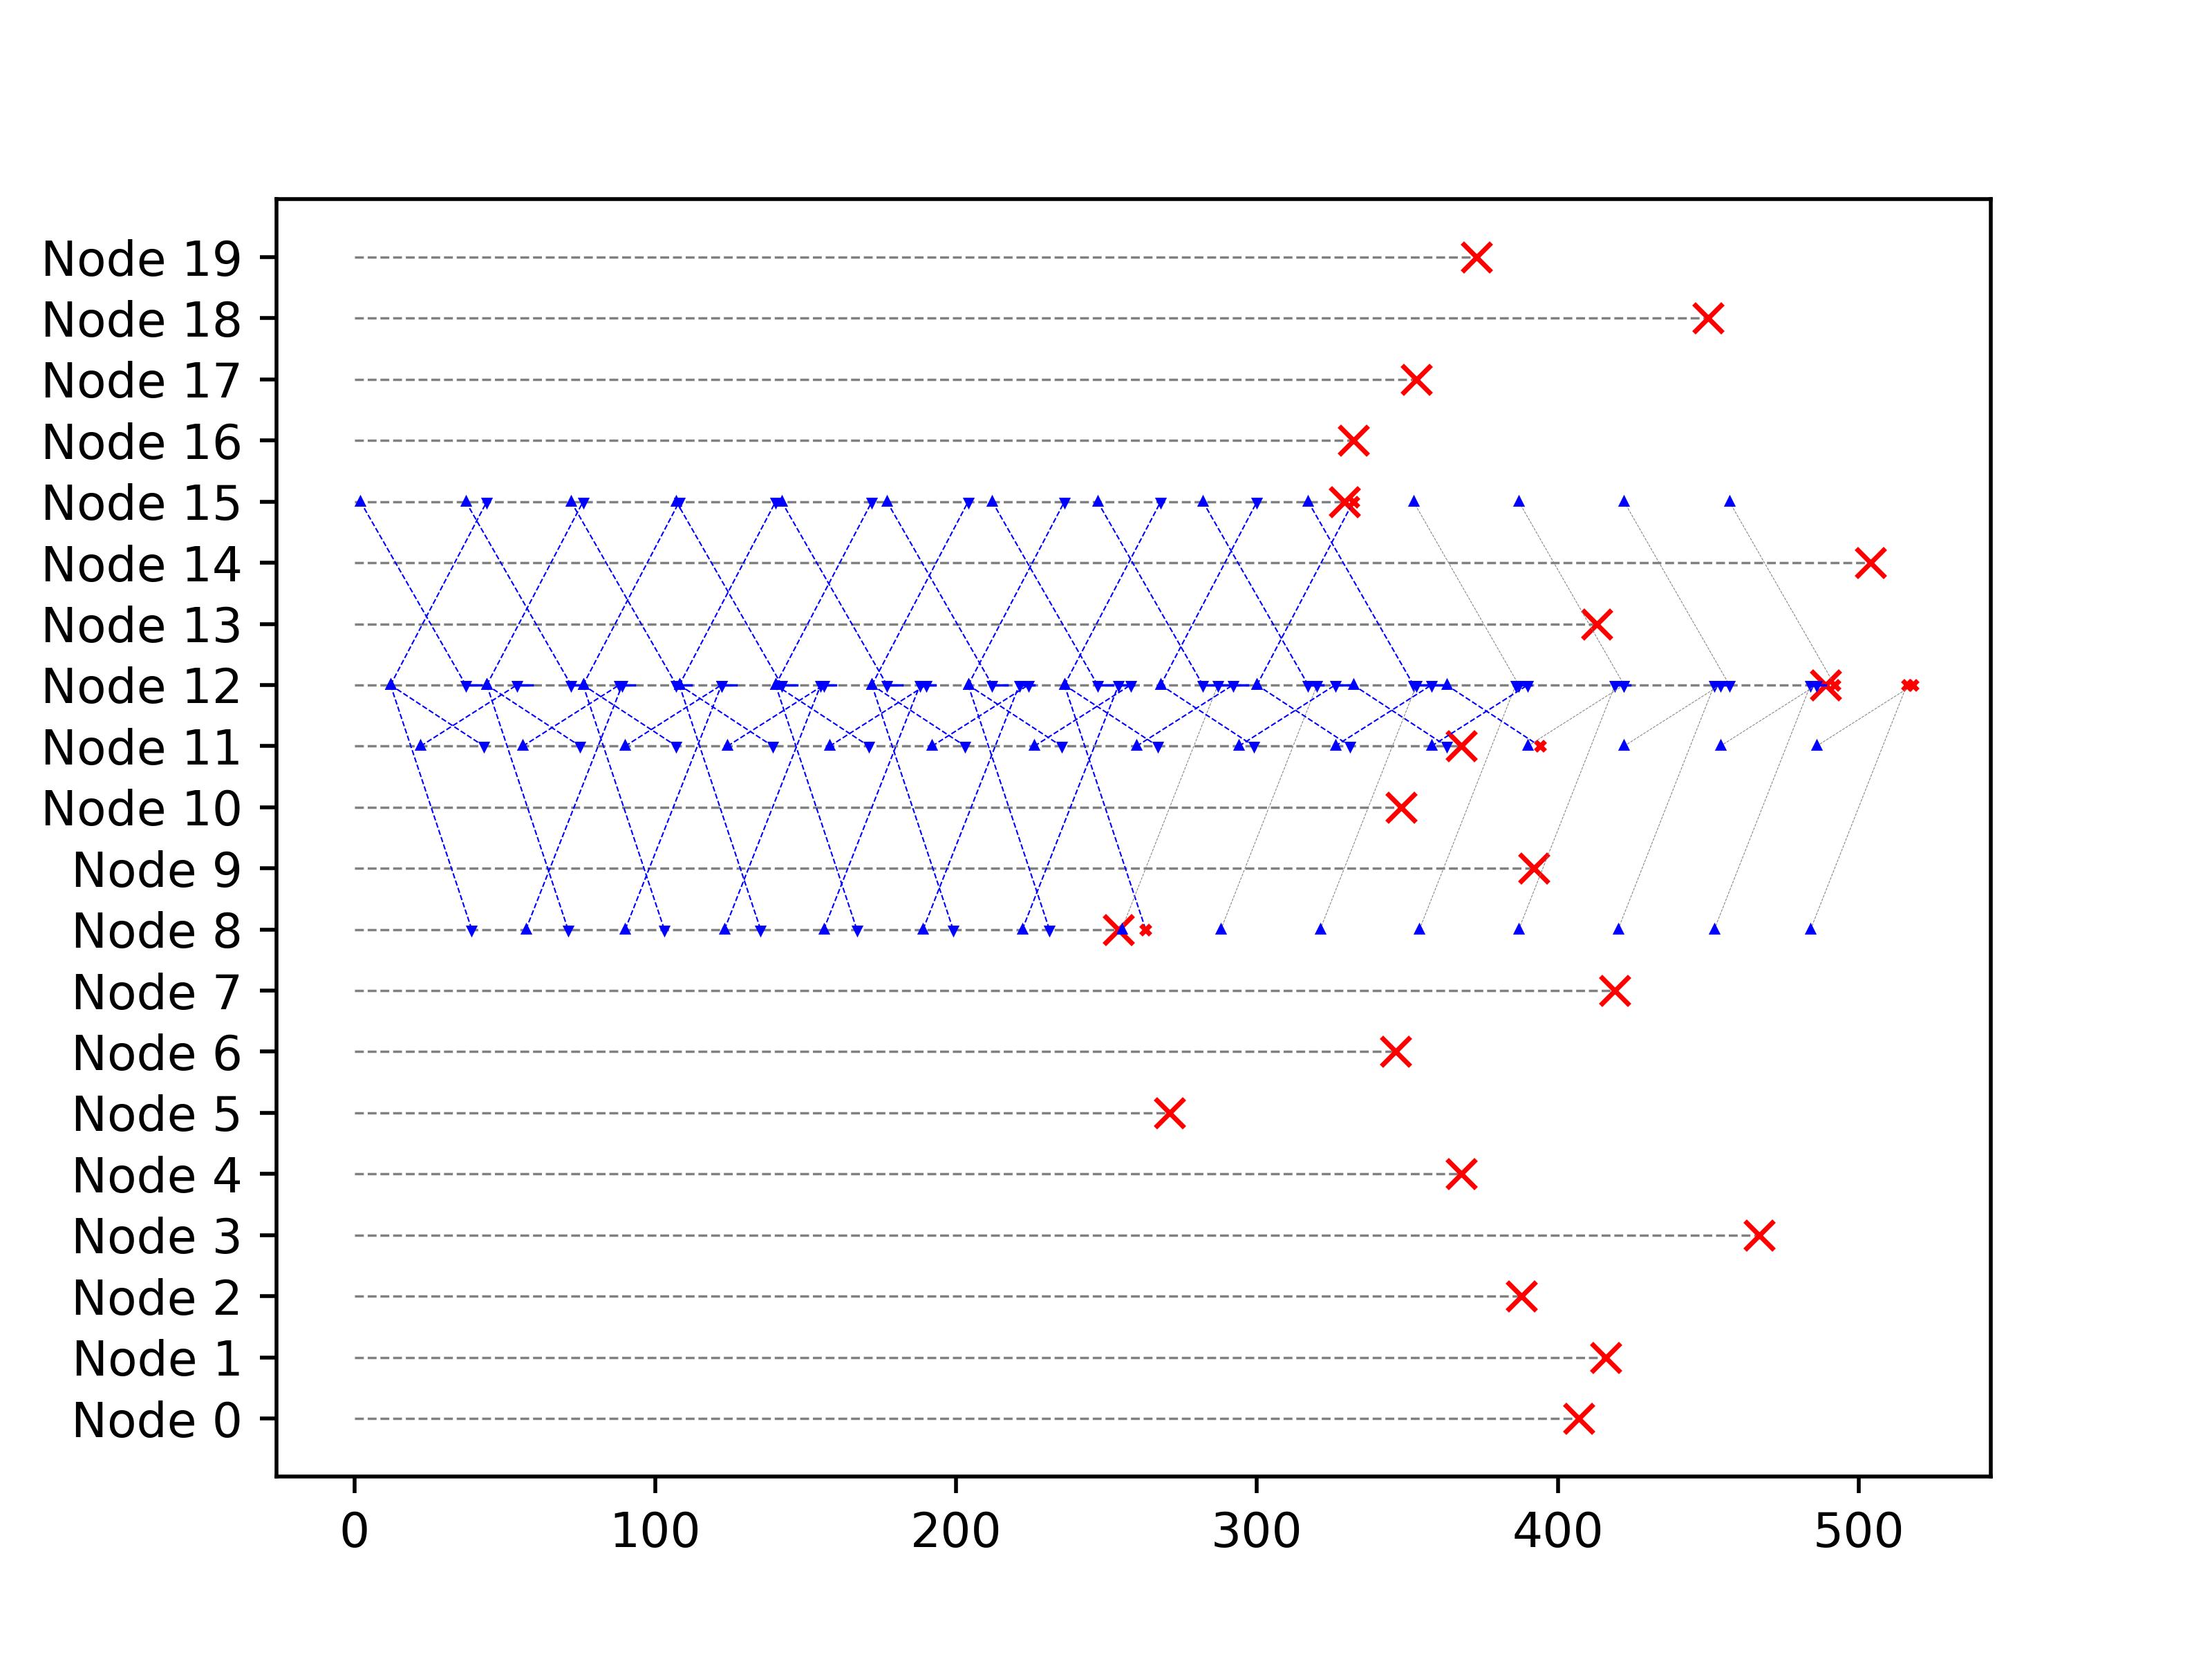 Node 19
Node 18
Node 17
Node 16
Node 15
Node 14
Node 13
Node 12
Node 11
Node 10
Node 9
Node 8
Node 7
Node 6
Node 5
Node 4
Node 3
Node 2
Node 1
Node 0
0 100 200 300 400 500